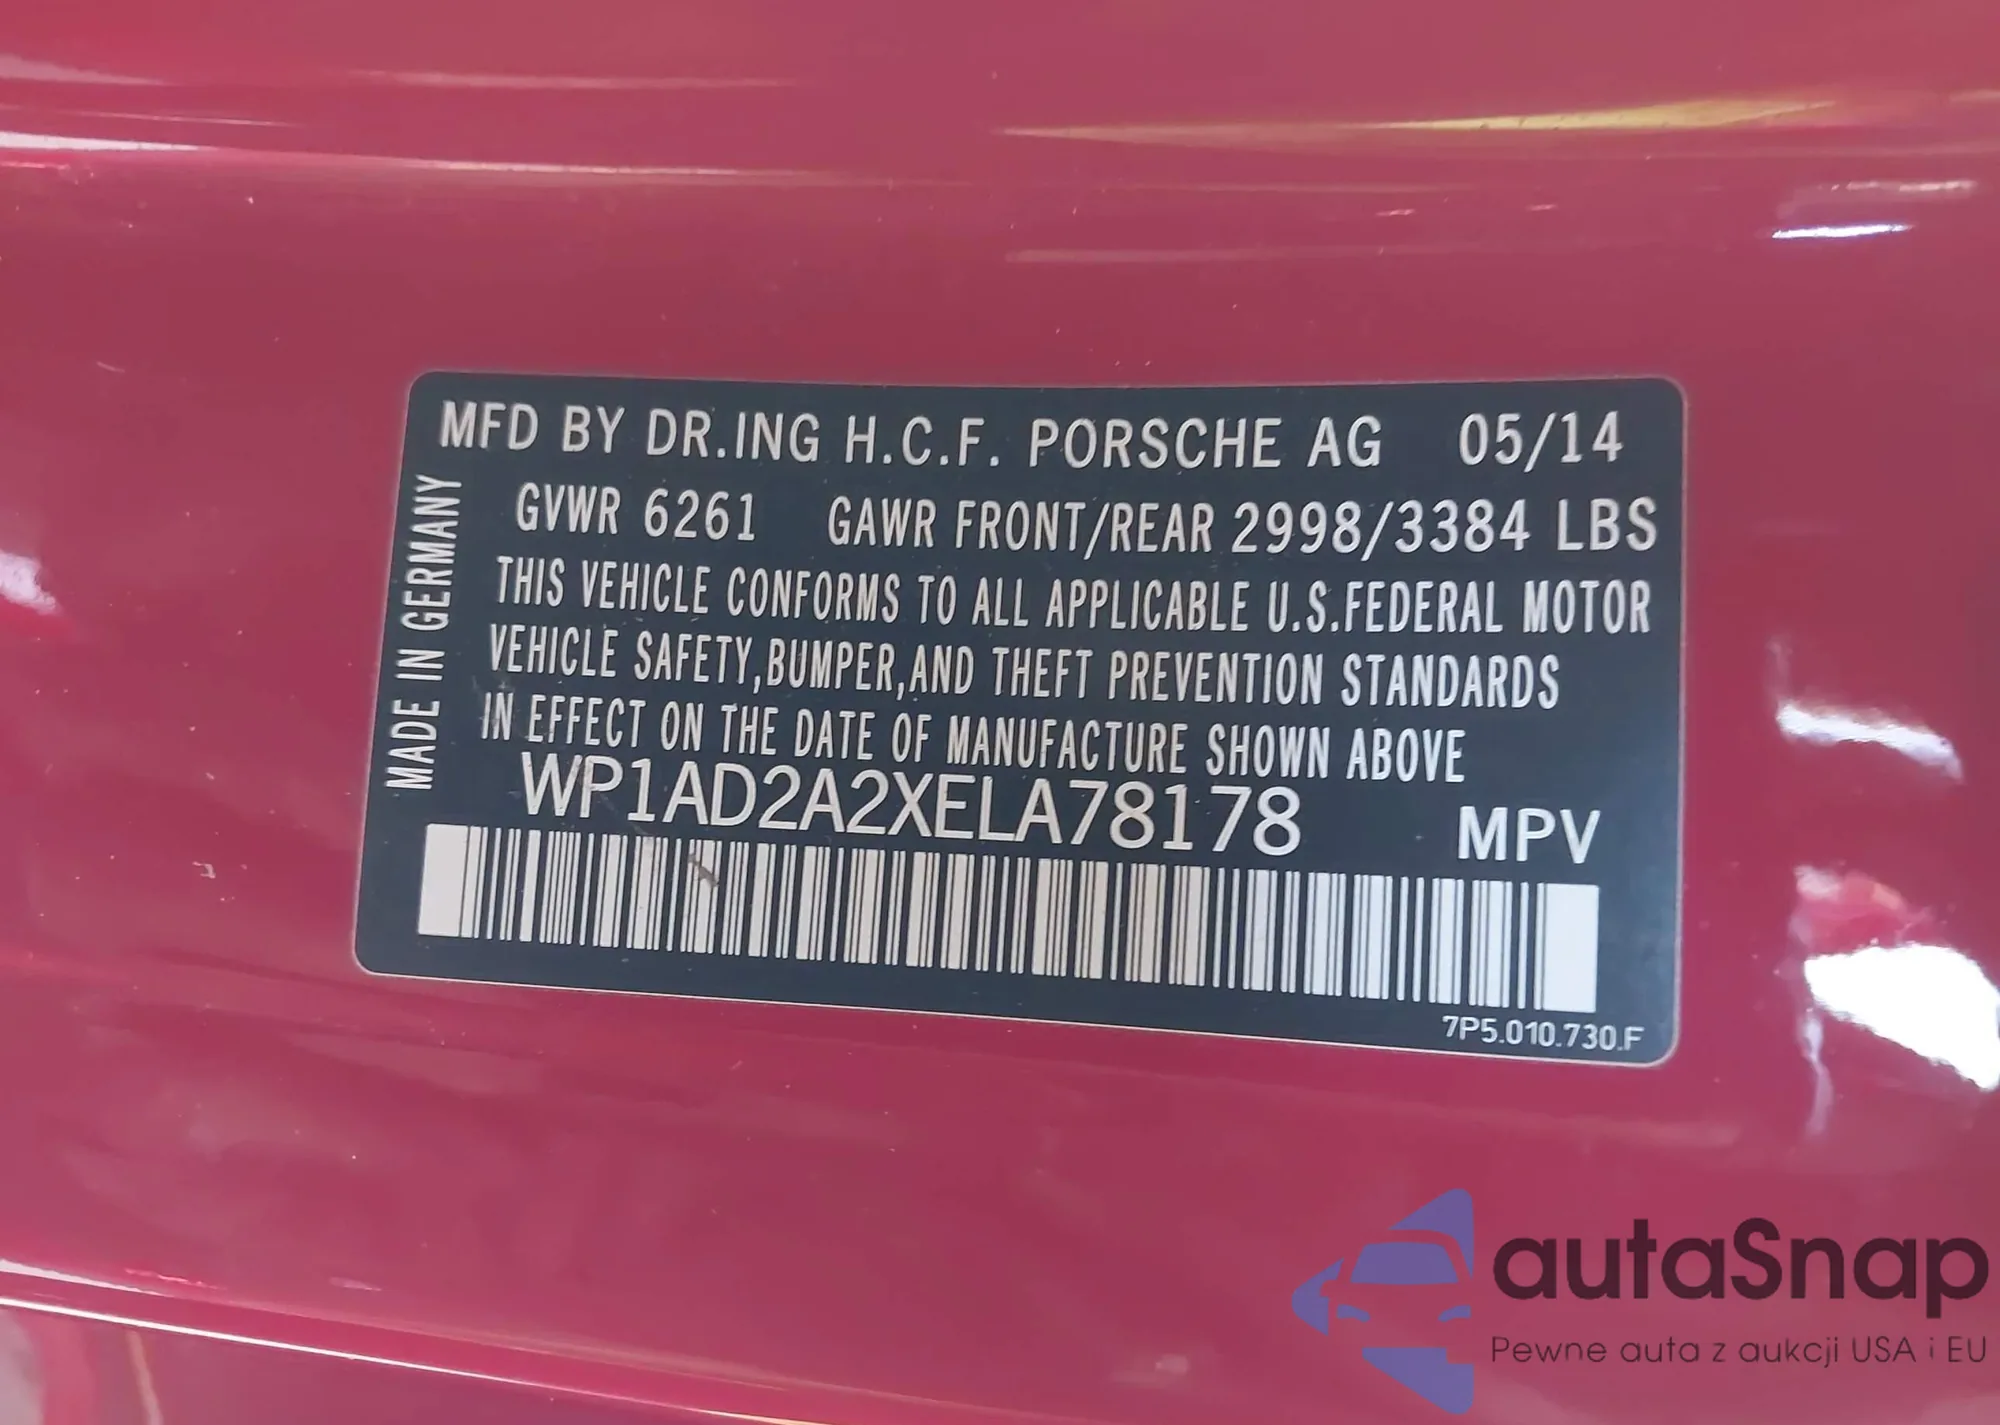 MFD BY DR.ING H.C.F. PORSCHE AG 05/14
GVWR 6261 GAWR FRONT/REAR 2998/3384 LBS
THIS VEHICLE CONFORMS TO ALL APPLICABLE U.S.FEDERAL MOTOR
VEHICLE SAFETY,BUMPER,AND THEFT PREVENTION STANDARDS
IN EFFECT ON THE DATE OF MANUFACTURE SHOWN ABOVE
WP1AD2A2XELA78178 MPV
MADE IN GERMANY
7P5.010.730.F
autaSnap
Pewne auta z aukcji USA i EU